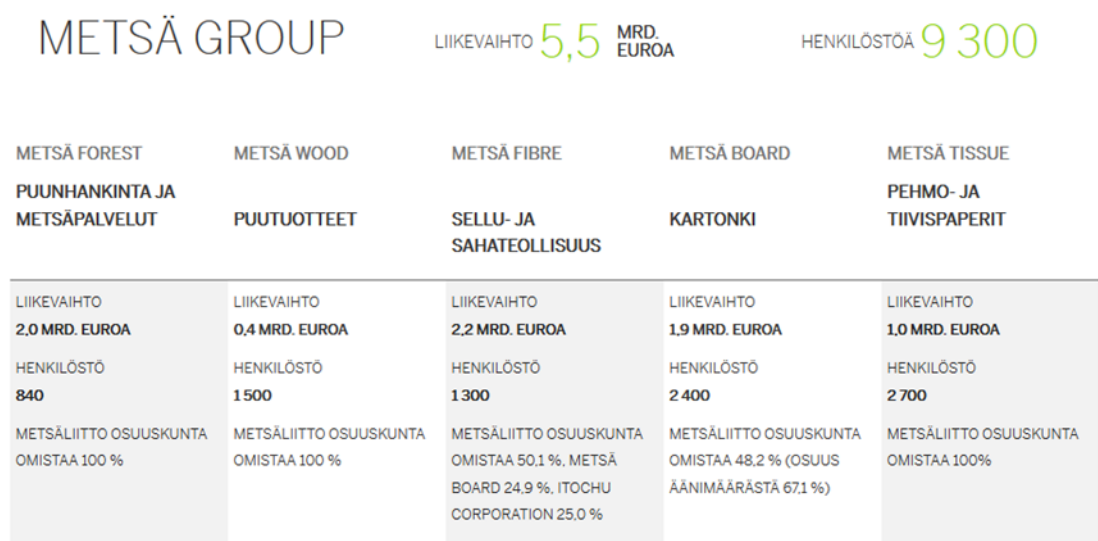 METSÄ GROUP
LIIKEVAIHTO 5,5 MRD. EUROA
HENKILÖSTÖÄ 9 300
METSÄ FOREST
PUUNHANKINTA JA
METSÄPALVELUT
LIIKEVAIHTO
2,0 MRD. EUROA
HENKILÖSTÖ
840
METSÄLIITTO OSUUSKUNTA
OMISTAA 100 %
METSÄ WOOD
PUUTUOTTEET
LIIKEVAIHTO
0,4 MRD. EUROA
HENKILÖSTÖ
1 500
METSÄLIITTO OSUUSKUNTA
OMISTAA 100 %
METSÄ FIBRE
SELLU- JA
SAHATEOLLISUUS
LIIKEVAIHTO
2,2 MRD. EUROA
HENKILÖSTÖ
1 300
METSÄLIITTO OSUUSKUNTA
OMISTAA 50,1 %, METSÄ
BOARD 24,9 %, ITOCHU
CORPORATION 25,0 %
METSÄ BOARD
KARTONKI
LIIKEVAIHTO
1,9 MRD. EUROA
HENKILÖSTÖ
2 400
METSÄLIITTO OSUUSKUNTA
OMISTAA 48,2 % (OSUUS
ÄÄNIMÄÄRÄSTÄ 67,1 %)
METSÄ TISSUE
PEHMO- JA
TIIVISPAPERIT
LIIKEVAIHTO
1,0 MRD. EUROA
HENKILÖSTÖ
2 700
METSÄLIITTO OSUUSKUNTA
OMISTAA 100%